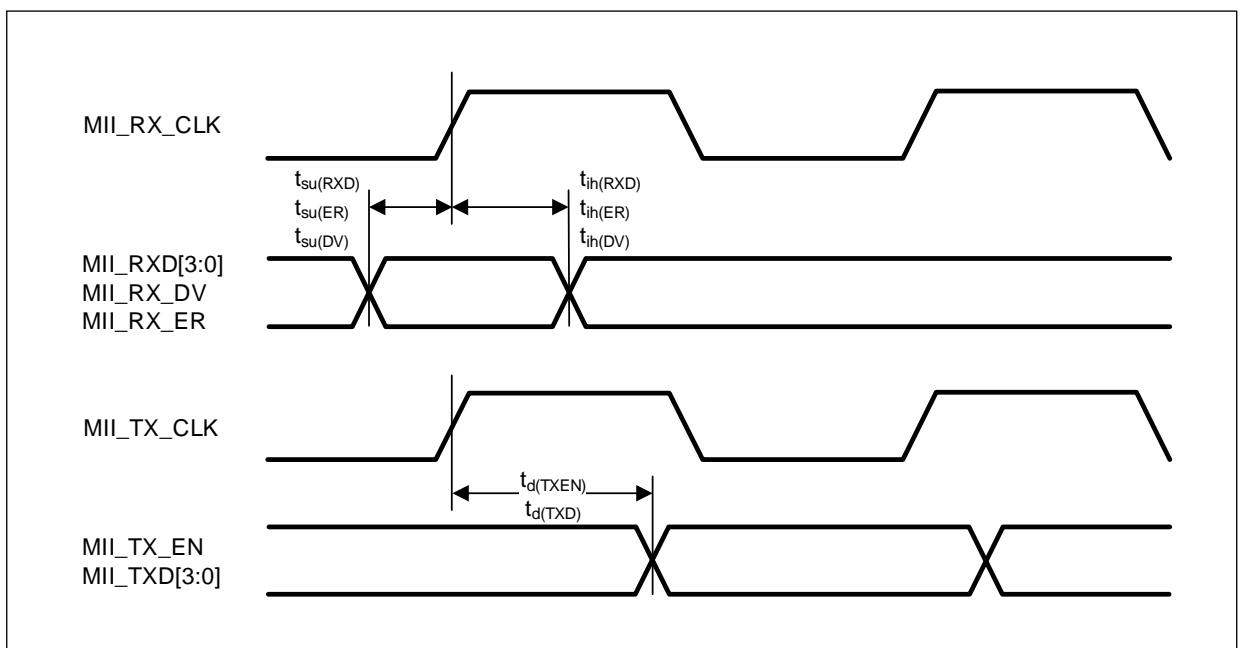 MII_RX_CLK
tsu(RXD)
tsu(ER)
tsu(DV)
tih(RXD)
tih(ER)
tih(DV)
MII_RXD[3:0]
MII_RX_DV
MII_RX_ER
MII_TX_CLK
td(TXEN)
td(TXD)
MII_TX_EN
MII_TXD[3:0]